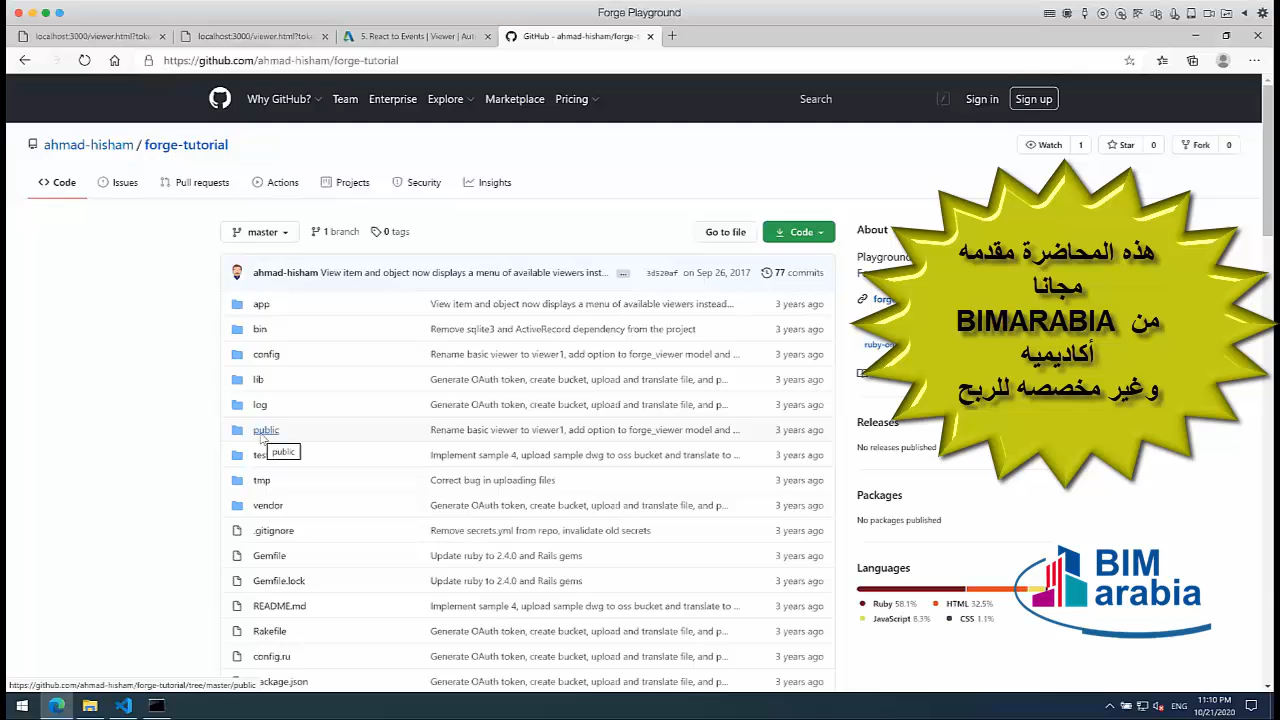 Forge Playground
localhost:3000/viewer.html?toke
localhost:3000/viewer.html?toke
5. React to Events | Viewer | Aut
GitHub - ahmad-hisham/forge-t
https://github.com/ahmad-hisham/forge-tutorial
Why GitHub?
Team
Enterprise
Explore
Marketplace
Pricing
Search
/
Sign in
Sign up
ahmad-hisham / forge-tutorial
Watch 1
Star 0
Fork 0
Code
Issues
Pull requests
Actions
Projects
Security
Insights
master
1 branch
0 tags
Go to file
Code
ahmad-hisham View item and object now displays a menu of available viewers inst... ...
3d520af on Sep 26, 2017
77 commits
app View item and object now displays a menu of available viewers instead... 3 years ago
bin Remove sqlite3 and ActiveRecord dependency from the project 3 years ago
config Rename basic viewer to viewer1, add option to forge_viewer model and ... 3 years ago
lib Generate OAuth token, create bucket, upload and translate file, and p... 3 years ago
log Generate OAuth token, create bucket, upload and translate file, and p... 3 years ago
public Rename basic viewer to viewer1, add option to forge_viewer model and ... 3 years ago
public
tes Implement sample 4, upload sample dwg to oss bucket and translate to ... 3 years ago
tmp Correct bug in uploading files 3 years ago
vendor Generate OAuth token, create bucket, upload and translate file, and p... 3 years ago
.gitignore Remove secrets.yml from repo, invalidate old secrets 3 years ago
Gemfile Update ruby to 2.4.0 and Rails gems 3 years ago
Gemfile.lock Update ruby to 2.4.0 and Rails gems 3 years ago
README.md Implement sample 4, upload sample dwg to oss bucket and translate to ... 3 years ago
Rakefile Generate OAuth token, create bucket, upload and translate file, and p... 3 years ago
config.ru Generate OAuth token, create bucket, upload and translate file, and p... 3 years ago
ackage.json Generate OAuth token, create bucket, upload and translate file, and p... 3 years ago
About
Playground
F
forge
ruby-on
Releases
No releases published
Packages
No packages published
Languages
Ruby 58.1%
HTML 32.5%
JavaScript 8.3%
CSS 1.1%
هذه المحاضرة مقدمه
مجانا
من BIMARABIA
أكاديميه
وغير مخصصه للربح
BIM
arabia
https://github.com/ahmad-hisham/forge-tutorial/tree/master/public
ENG
11:10 PM
10/21/2020